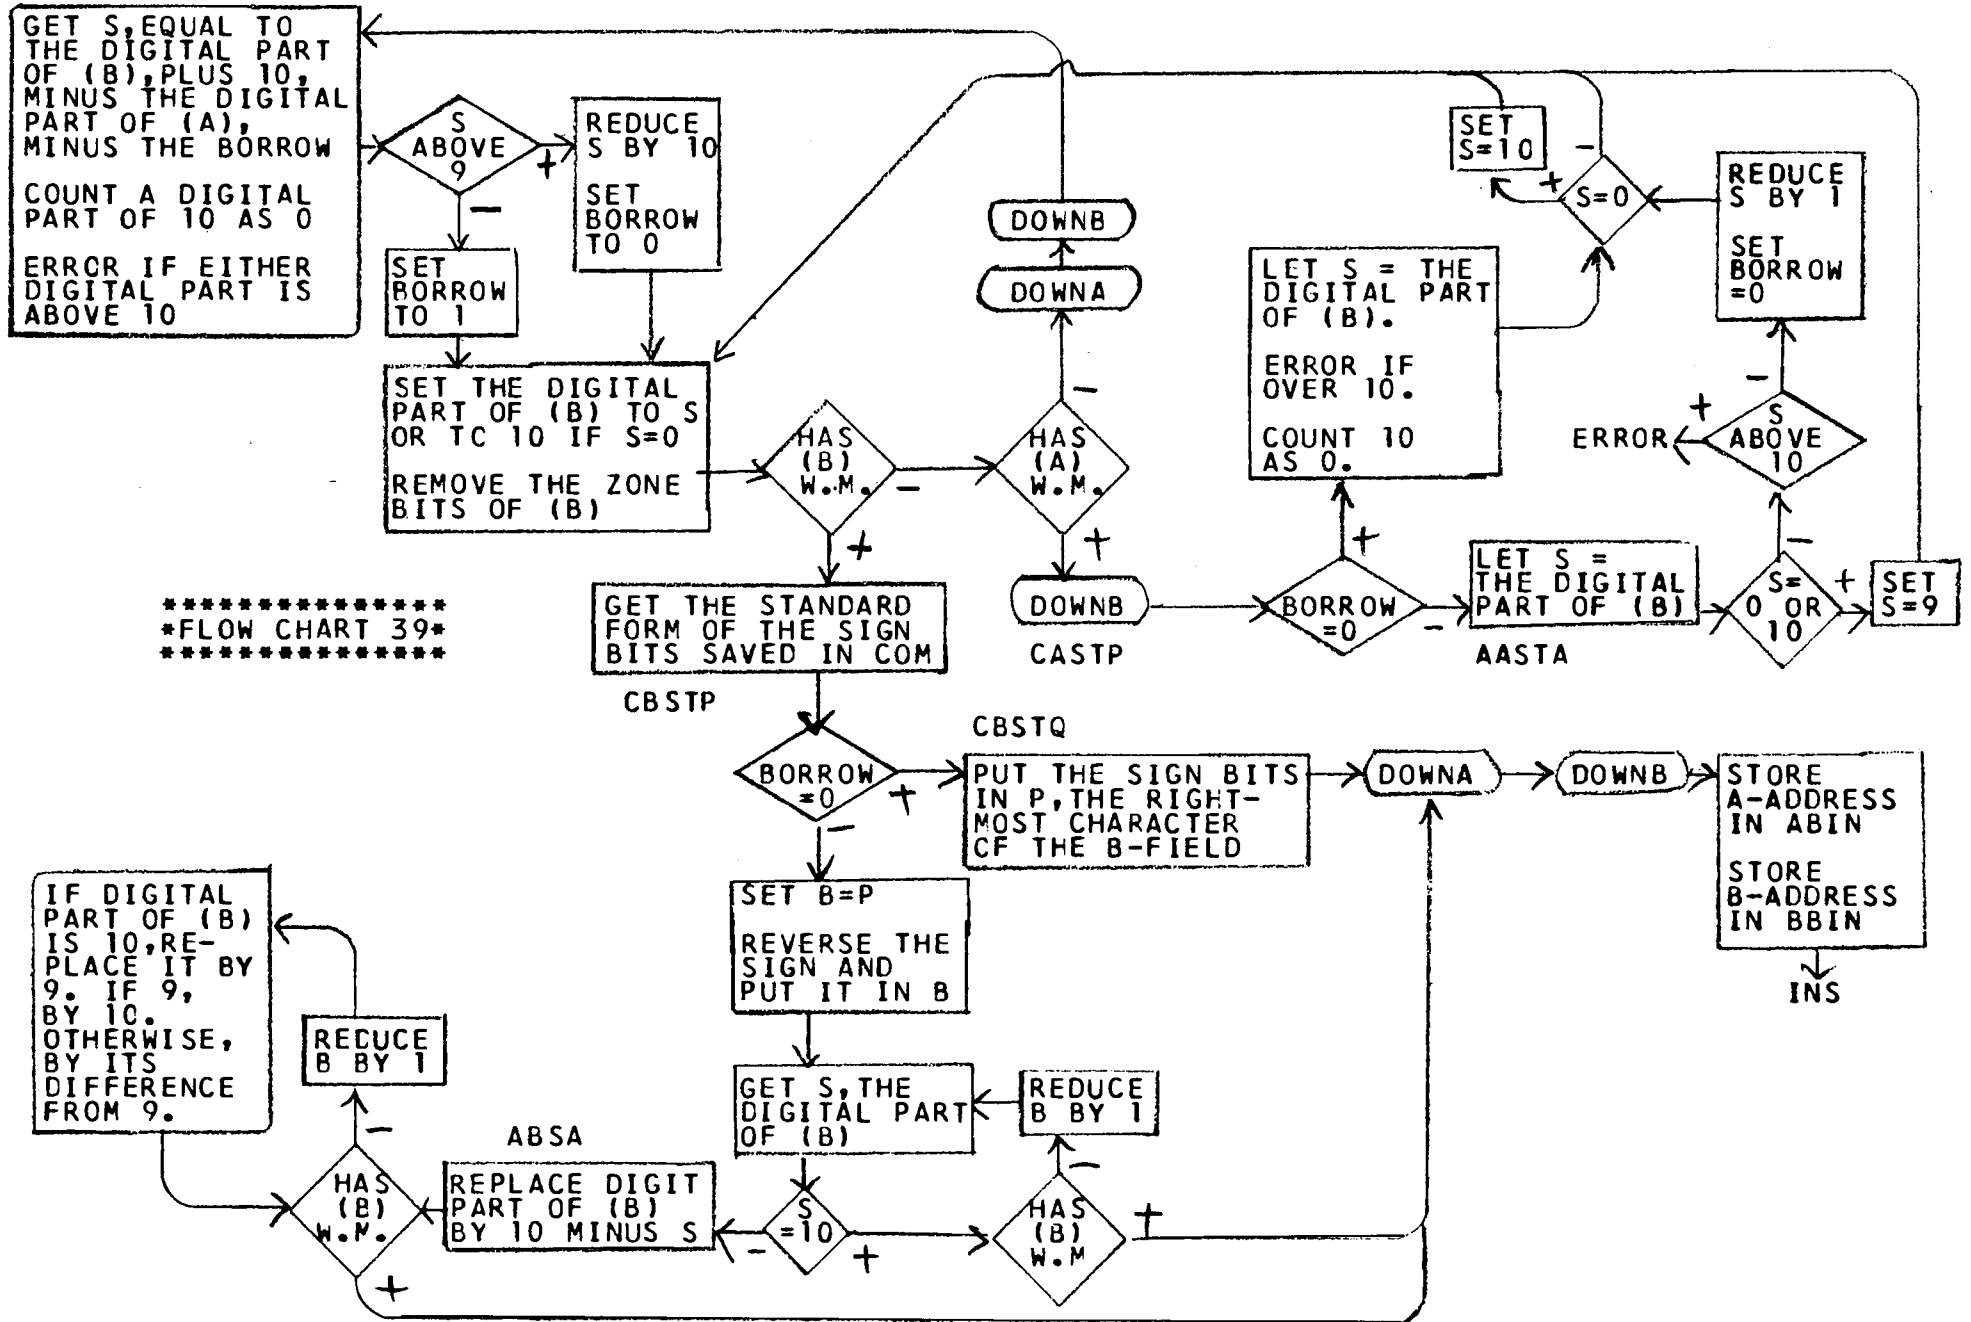 GET S,EQUAL TO
THE DIGITAL PART
OF (B),PLUS 10,
MINUS THE DIGITAL
PART OF (A),
MINUS THE BORROW
COUNT A DIGITAL
PART OF 10 AS 0
ERROR IF EITHER
DIGITAL PART IS
ABOVE 10
S
ABOVE
9
+
-
REDUCE
S BY 10
SET
BORROW
TO 0
SET
BORROW
TO 1
SET THE DIGITAL
PART OF (B) TO S
OR TC 10 IF S=0
REMOVE THE ZONE
BITS OF (B)
HAS
(B)
W.M.
-
+
HAS
(A)
W.M.
-
+
DOWNA
DOWNB
DOWNB
CASTP
BORROW
=0
+
-
LET S = THE
DIGITAL PART
OF (B).
ERROR IF
OVER 10.
COUNT 10
AS 0.
LET S =
THE DIGITAL
PART OF (B)
AASTA
S=
0 OR
10
+
-
SET
S=9
S
ABOVE
10
+
-
ERROR
REDUCE
S BY 1
SET
BORROW
=0
S=0
+
-
SET
S=10
***************
*FLOW CHART 39*
***************
GET THE STANDARD
FORM OF THE SIGN
BITS SAVED IN COM
CBSTP
BORROW
=0
+
-
CBSTQ
PUT THE SIGN BITS
IN P,THE RIGHT-
MOST CHARACTER
CF THE B-FIELD
DOWNA
DOWNB
STORE
A-ADDRESS
IN ABIN
STORE
B-ADDRESS
IN BBIN
INS
SET B=P
REVERSE THE
SIGN AND
PUT IT IN B
GET S,THE
DIGITAL PART
OF (B)
REDUCE
B BY 1
S
=10
-
+
HAS
(B)
W.M
-
+
ABSA
REPLACE DIGIT
PART OF (B)
BY 10 MINUS S
HAS
(B)
W.M.
-
+
REDUCE
B BY 1
IF DIGITAL
PART OF (B)
IS 10,RE-
PLACE IT BY
9. IF 9,
BY 10.
OTHERWISE,
BY ITS
DIFFERENCE
FROM 9.